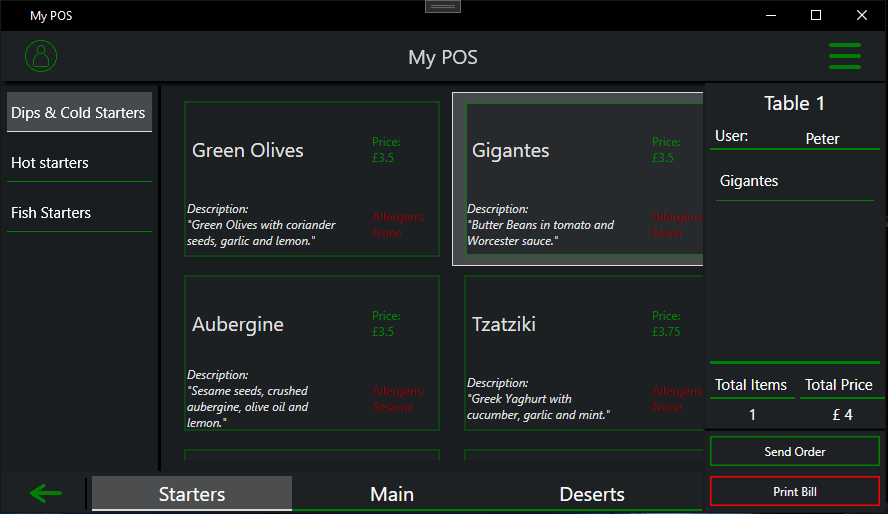 My POS
My POS
Dips & Cold Starters
Hot starters
Fish Starters
Green Olives
Price:
£3.5
Description:
"Green Olives with coriander
seeds, garlic and lemon."
Allergens:
None
Gigantes
Price:
£3.5
Description:
"Butter Beans in tomato and
Worcester sauce."
Allergens:
None
Aubergine
Price:
£3.5
Description:
"Sesame seeds, crushed
aubergine, olive oil and
lemon."
Allergens:
Sesame
Tzatziki
Price:
£3.75
Description:
"Greek Yaghurt with
cucumber, garlic and mint."
Allergens:
None
Table 1
User: Peter
Gigantes
Total Items Total Price
1 £ 4
Send Order
Print Bill
Starters Main Deserts